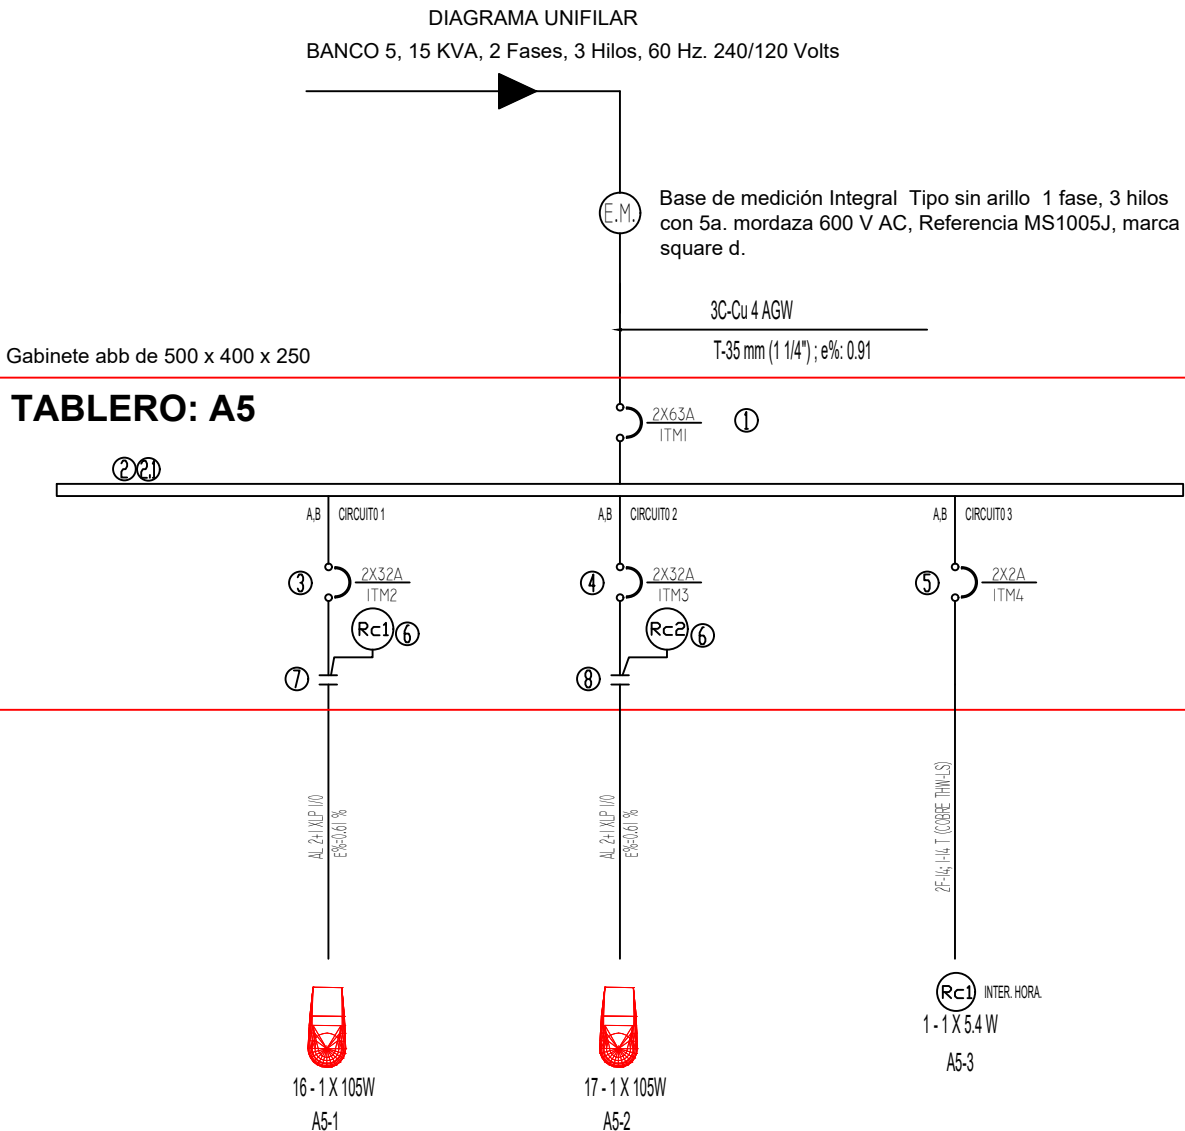 DIAGRAMA UNIFILAR
BANCO 5, 15 KVA, 2 Fases, 3 Hilos, 60 Hz. 240/120 Volts
E.M.
Base de medición Integral Tipo sin arillo 1 fase, 3 hilos
con 5a. mordaza 600 V AC, Referencia MS1005J, marca
square d.
3C-Cu 4 AGW
T-35 mm (1 1/4") ; e%: 0.91
Gabinete abb de 500 x 400 x 250
TABLERO: A5
2X63A
ITM1
1
2 2.1
A,B CIRCUITO 1
A,B CIRCUITO 2
A,B CIRCUITO 3
3 2X32A
ITM2
4 2X32A
ITM3
5 2X2A
ITM4
Rc1 6
Rc2 6
7
8
AL 2+1 XLP 1/0
E%=0.61 %
AL 2+1 XLP 1/0
E%=0.61 %
2F-14; 1-14 T (COBRE THW-LS)
Rc1 INTER. HORA.
1 - 1 X 5.4 W
A5-3
16 - 1 X 105W
A5-1
17 - 1 X 105W
A5-2